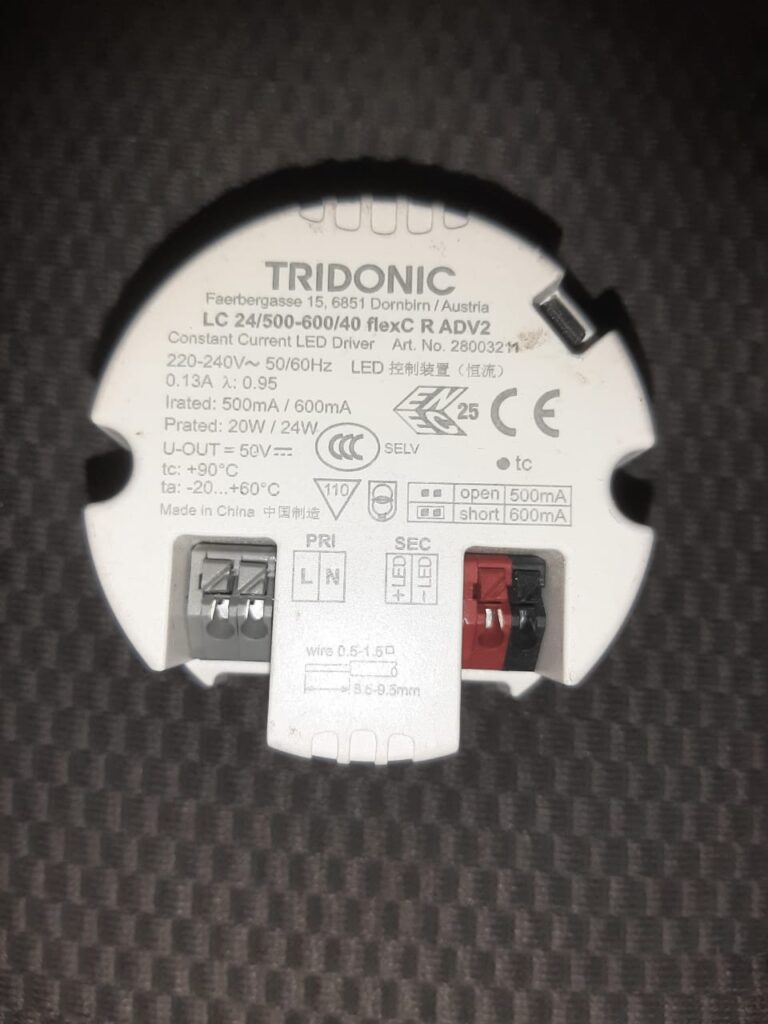 TRIDONIC
Faerbergasse 15, 6851 Dornbirn / Austria
LC 24/500-600/40 flexC R ADV2
Constant Current LED Driver Art. No. 28003211
220-240V~ 50/60Hz LED 控制装置（恒流）
0.13A λ: 0.95
Irated: 500mA / 600mA
Prated: 20W / 24W
ENEC 25 CE
U-OUT = 50V⎓ CCC SELV
tc: +90°C
● tc
ta: -20...+60°C
110
open 500mA
short 600mA
Made in China 中国制造
PRI SEC
L N +LED -LED
wire 0.5-1.5□
8.5-9.5mm